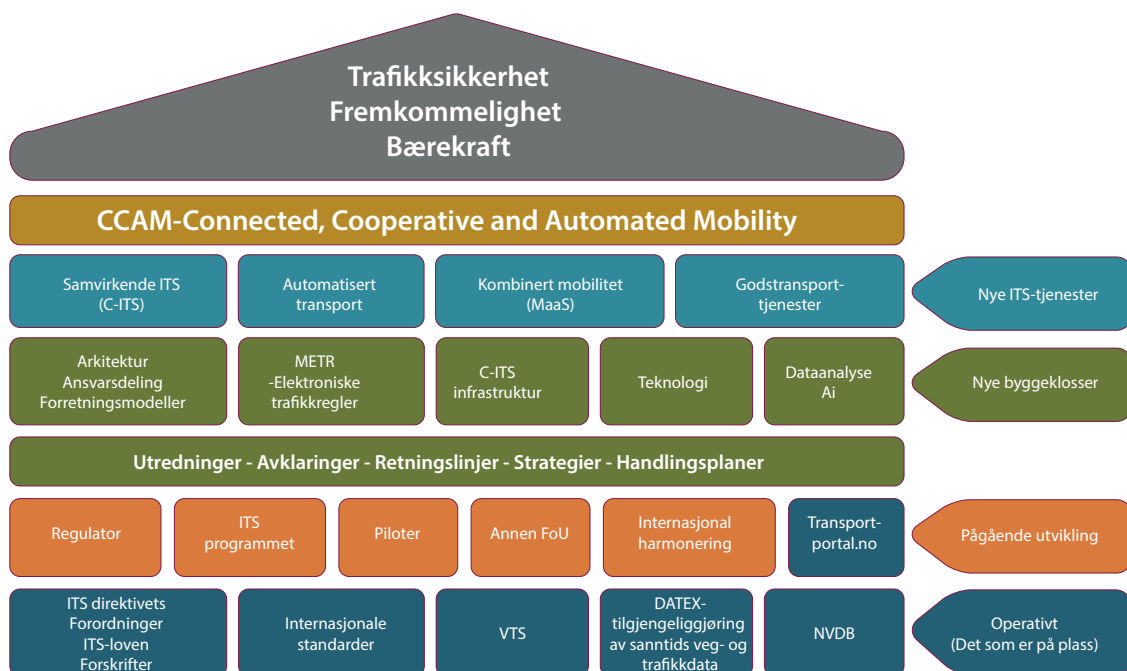 Trafikksikkerhet
Fremkommelighet
Bærekraft
CCAM-Connected, Cooperative and Automated Mobility
Samvirkende ITS
(C-ITS)
Automatisert
transport
Kombinert mobilitet
(MaaS)
Godstransport-
tjenester
Nye ITS-tjenester
Arkitektur
Ansvarsdeling
Forretningsmodeller
METR
-Elektroniske
trafikkregler
C-ITS
infrastruktur
Teknologi
Dataanalyse
Ai
Nye byggeklosser
Utredninger - Avklaringer - Retningslinjer - Strategier - Handlingsplaner
Regulator
ITS
programmet
Piloter
Annen FoU
Internasjonal
harmonering
Transport-
portal.no
Pågående utvikling
ITS direktivets
Forordninger
ITS-loven
Forskrifter
Internasjonale
standarder
VTS
DATEX-
tilgjengeliggjøring
av sanntids veg- og
trafikkdata
NVDB
Operativt
(Det som er på plass)